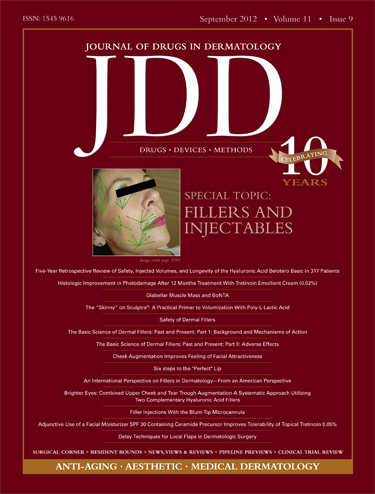 ISSN: 1545 9616
September 2012 • Volume 11 • Issue 9
JOURNAL OF DRUGS IN DERMATOLOGY
JDD
DRUGS • DEVICES • METHODS
CELEBRATING
10
YEARS
SPECIAL TOPIC:
FILLERS AND
INJECTABLES
Five-Year Retrospective Review of Safety, Injected Volumes, and Longevity of the Hyaluronic Acid Belotero Basic in 317 Patients
Histologic Improvement in Photodamage After 12 Months Treatment With Tretinoin Emollient Cream (0.02%)
Glabellar Muscle Mass and BoNTA
The "Skinny" on Sculptra®: A Practical Primer to Volumization With Poly-L-Lactic Acid
Safety of Dermal Fillers
The Basic Science of Dermal Fillers: Past and Present: Part 1: Background and Mechanisms of Action
The Basic Science of Dermal Fillers: Past and Present: Part II: Adverse Effects
Cheek Augmentation Improves Feeling of Facial Attractiveness
Six steps to the "Perfect" Lip
An International Perspective on Fillers in Dermatology—From an American Perspective
Brighter Eyes: Combined Upper Cheek and Tear Trough Augmentation-A Systematic Approach Utilizing
Two Complementary Hyaluronic Acid Fillers
Filler Injections With the Blunt-Tip Microcannula
Adjunctive Use of a Facial Moisturizer SPF 30 Containing Ceramide Precursor Improves Tolerability of Topical Tretinoin 0.05%
Delay Techniques for Local Flaps in Dermatologic Surgery
SURGICAL CORNER • RESIDENT ROUNDS • NEWS,VIEWS & REVIEWS • PIPELINE PREVIEWS • CLINICAL TRIAL REVIEW
ANTI-AGING • AESTHETIC • MEDICAL DERMATOLOGY